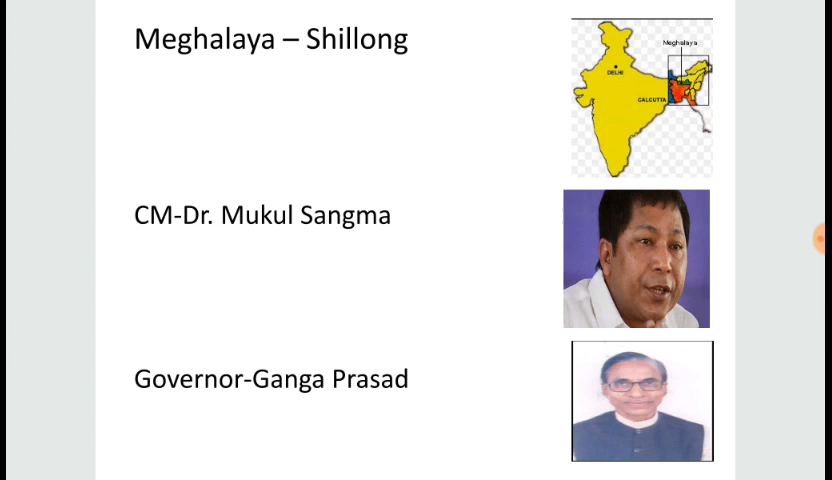 Meghalaya – Shillong
Meghalaya
DELHI
CALCUTTA
CM-Dr. Mukul Sangma
Governor-Ganga Prasad